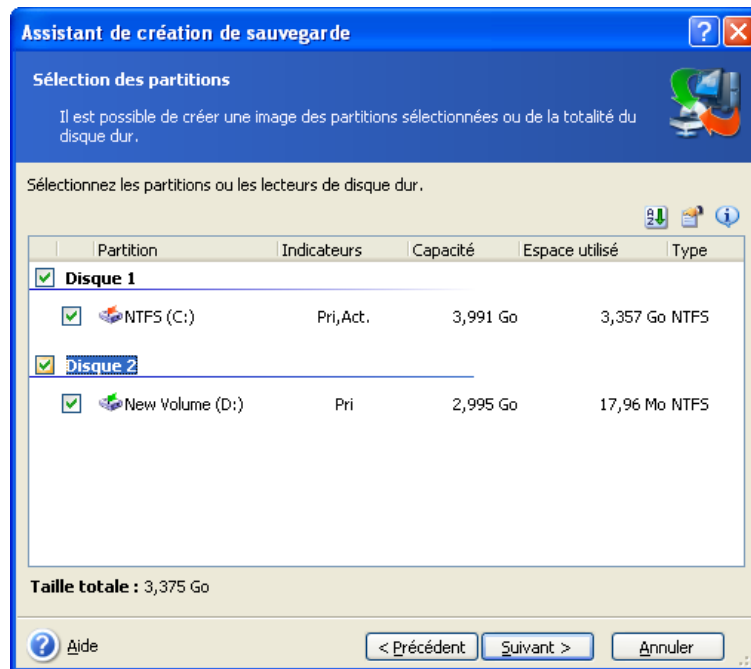 Assistant de création de sauvegarde
Sélection des partitions
Il est possible de créer une image des partitions sélectionnées ou de la totalité du
disque dur.
Sélectionnez les partitions ou les lecteurs de disque dur.
Partition Indicateurs Capacité Espace utilisé Type
Disque 1
NTFS (C:) Pri,Act. 3,991 Go 3,357 Go NTFS
Disque 2
New Volume (D:) Pri 2,995 Go 17,96 Mo NTFS
Taille totale : 3,375 Go
Aide < Précédent Suivant > Annuler